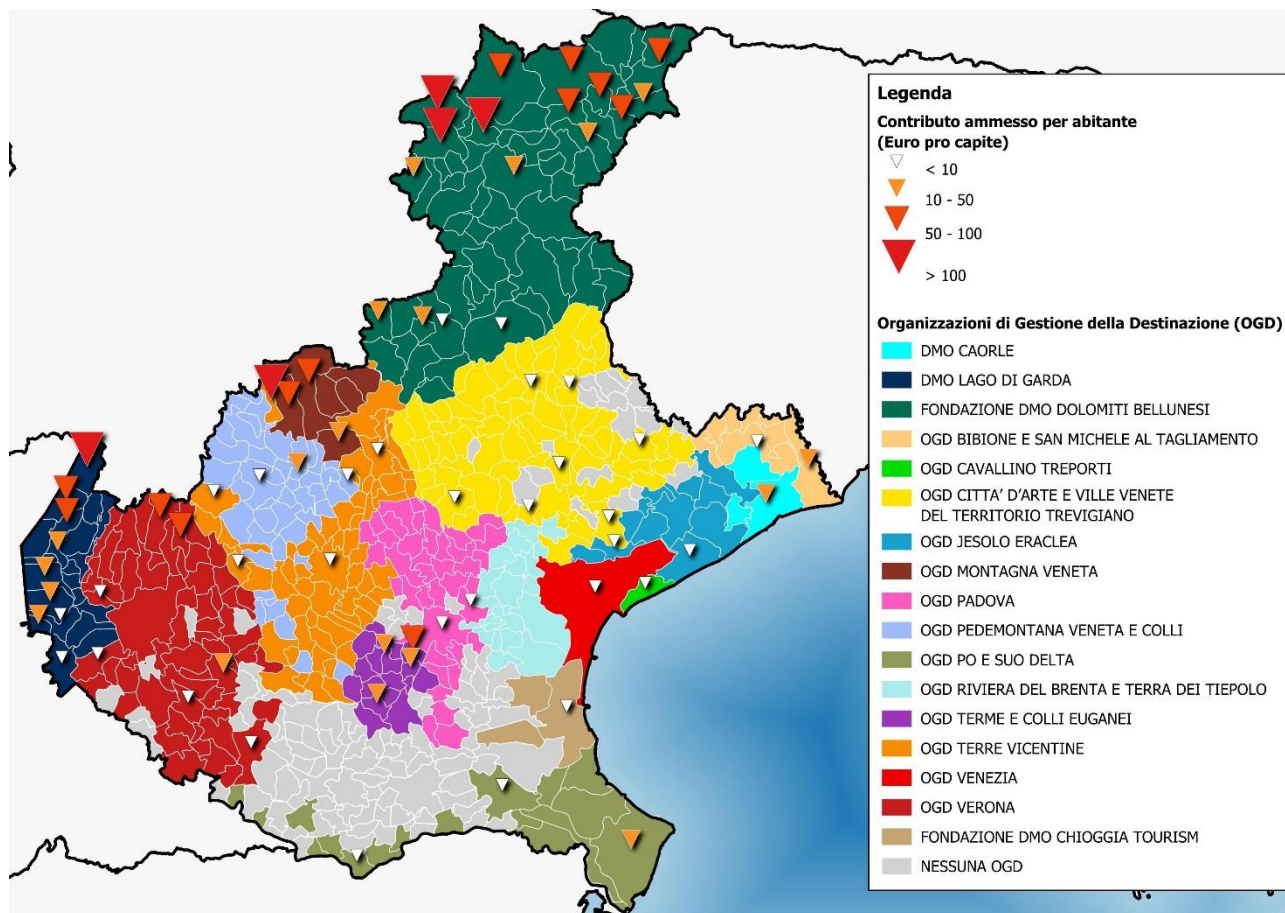 Legenda
Contributo ammesso per abitante
(Euro pro capite)
< 10
10 - 50
50 - 100
> 100
Organizzazioni di Gestione della Destinazione (OGD)
DMO CAORLE
DMO LAGO DI GARDA
FONDAZIONE DMO DOLOMITI BELLUNESI
OGD BIBIONE E SAN MICHELE AL TAGLIAMENTO
OGD CAVALLINO TREPORTI
OGD CITTA’ D’ARTE E VILLE VENETE
DEL TERRITORIO TREVIGIANO
OGD JESOLO ERACLEA
OGD MONTAGNA VENETA
OGD PADOVA
OGD PEDEMONTANA VENETA E COLLI
OGD PO E SUO DELTA
OGD RIVIERA DEL BRENTA E TERRA DEI TIEPOLO
OGD TERME E COLLI EUGANEI
OGD TERRE VICENTINE
OGD VENEZIA
OGD VERONA
FONDAZIONE DMO CHIOGGIA TOURISM
NESSUNA OGD